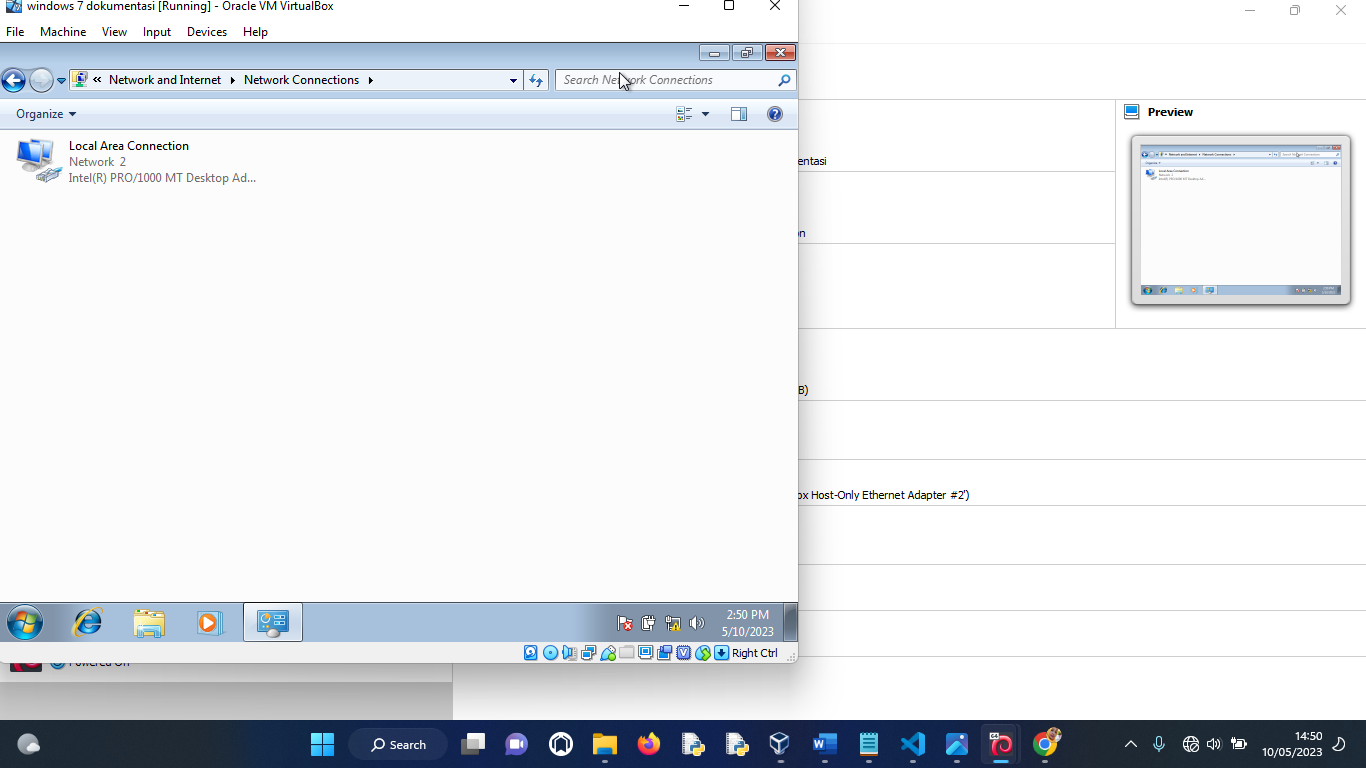 windows 7 dokumentasi [Running] - Oracle VM VirtualBox
File Machine View Input Devices Help
« Network and Internet Network Connections
Search Network Connections
Organize
Local Area Connection
Network 2
Intel(R) PRO/1000 MT Desktop Ad...
2:50 PM
5/10/2023
Right Ctrl
Powered Off
Preview
entasi
on
B)
ox Host-Only Ethernet Adapter #2')
Search
14:50
10/05/2023